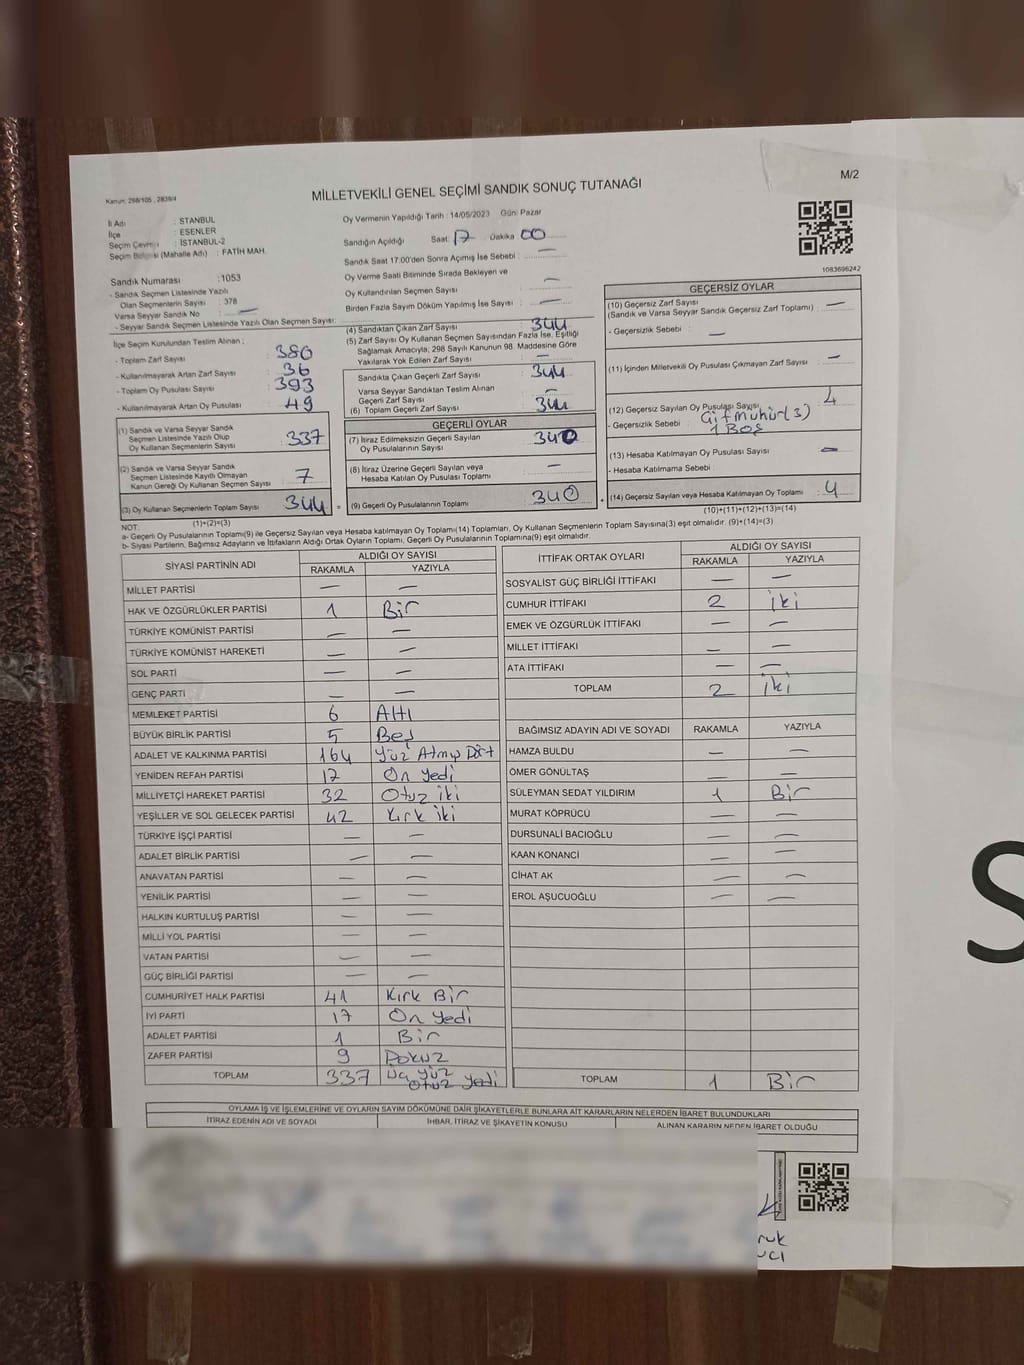 M/2
Kanun: 298/105 , 2839/4
MİLLETVEKİLİ GENEL SEÇİMİ SANDIK SONUÇ TUTANAĞI
İl Adı : STANBUL
İlçe : ESENLER
Seçim Çevresi : İSTANBUL-2
Seçim Bölgesi (Mahalle Adı) : FATİH MAH.
Oy Vermenin Yapıldığı Tarih : 14/05/2023 Gün: Pazar
Sandığın Açıldığı Saat: 17 Dakika 00
Sandık Saat 17:00'den Sonra Açımış İse Sebebi : —
Oy Verme Saati Bitiminde Sırada Bekleyen ve
Oy Kullandırılan Seçmen Sayısı : —
Birden Fazla Sayım Döküm Yapılmış İse Sayısı : —
1083696242
Sandık Numarası : 1053
- Sandık Seçmen Listesinde Yazılı
Olan Seçmenlerin Sayısı : 378
Varsa Seyyar Sandık No : —
- Seyyar Sandık Seçmen Listesinde Yazılı Olan Seçmen Sayısı:
İlçe Seçim Kurulundan Teslim Alınan ;
- Toplam Zarf Sayısı : 380
- Kullanılmayarak Artan Zarf Sayısı : 36
- Toplam Oy Pusulası Sayısı : 393
- Kullanılmayarak Artan Oy Pusulası : 49
(1) Sandık ve Varsa Seyyar Sandık
Seçmen Listesinde Yazılı Olup
Oy Kullanan Seçmenlerin Sayısı : 337
(2) Sandık ve Varsa Seyyar Sandık
Seçmen Listesinde Kayıtlı Olmayan
Kanun Gereği Oy Kullanan Seçmen Sayısı : 7
(3) Oy Kullanan Seçmenlerin Toplam Sayısı : 344
(1)+(2)=(3)
(4) Sandıktan Çıkan Zarf Sayısı : 344
(5) Zarf Sayısı Oy Kullanan Seçmen Sayısından Fazla İse, Eşitliği
Sağlamak Amacıyla, 298 Sayılı Kanunun 98. Maddesine Göre
Yakılarak Yok Edilen Zarf Sayısı : —
Sandıkta Çıkan Geçerli Zarf Sayısı : 344
Varsa Seyyar Sandıktan Teslim Alınan
Geçerli Zarf Sayısı : —
(6) Toplam Geçerli Zarf Sayısı : 344
GEÇERLİ OYLAR
(7) İtiraz Edilmeksizin Geçerli Sayılan
Oy Pusulalarının Sayısı : 340
(8) İtiraz Üzerine Geçerli Sayılan veya
Hesaba Katılan Oy Pusulası Toplamı : —
(9) Geçerli Oy Pusulalarının Toplamı : 340
GEÇERSİZ OYLAR
(10) Geçersiz Zarf Sayısı : —
(Sandık ve Varsa Seyyar Sandık Geçersiz Zarf Toplamı)
- Geçersizlik Sebebi : —
(11) İçinden Milletvekili Oy Pusulası Çıkmayan Zarf Sayısı : —
(12) Geçersiz Sayılan Oy Pusulası Sayısı : 4
- Geçersizlik Sebebi : Çiftmühür(3)
1 Boş
(13) Hesaba Katılmayan Oy Pusulası Sayısı : —
- Hesaba Katılmama Sebebi
(14) Geçersiz Sayılan veya Hesaba Katılmayan Oy Toplamı : 4
(10)+(11)+(12)+(13)=(14)
NOT:
a- Geçerli Oy Pusulalarının Toplamı(9) ile Geçersiz Sayılan veya Hesaba katılmayan Oy Toplamı(14) Toplamları, Oy Kullanan Seçmenlerin Toplam Sayısına(3) eşit olmalıdır. (9)+(14)=(3)
b- Siyasi Partilerin, Bağımsız Adayların ve İttifakların Aldığı Ortak Oyların Toplamı, Geçerli Oy Pusulalarının Toplamına(9) eşit olmalıdır.
SİYASİ PARTİNİN ADI ALDIĞI OY SAYISI
RAKAMLA YAZIYLA
MİLLET PARTİSİ — —
HAK VE ÖZGÜRLÜKLER PARTİSİ 1 Bir
TÜRKİYE KOMÜNİST PARTİSİ — —
TÜRKİYE KOMÜNİST HAREKETİ — —
SOL PARTİ — —
GENÇ PARTİ — —
MEMLEKET PARTİSİ 6 Altı
BÜYÜK BİRLİK PARTİSİ 5 Beş
ADALET VE KALKINMA PARTİSİ 164 Yüz Atmış Dört
YENİDEN REFAH PARTİSİ 17 On yedi
MİLLİYETÇİ HAREKET PARTİSİ 32 Otuz iki
YEŞİLLER VE SOL GELECEK PARTİSİ 42 Kırk iki
TÜRKİYE İŞÇİ PARTİSİ — —
ADALET BİRLİK PARTİSİ — —
ANAVATAN PARTİSİ — —
YENİLİK PARTİSİ — —
HALKIN KURTULUŞ PARTİSİ — —
MİLLİ YOL PARTİSİ — —
VATAN PARTİSİ — —
GÜÇ BİRLİĞİ PARTİSİ — —
CUMHURİYET HALK PARTİSİ 41 Kırk Bir
İYİ PARTİ 17 On yedi
ADALET PARTİSİ 1 Bir
ZAFER PARTİSİ 9 Dokuz
TOPLAM 337 Üç yüz
otuz yedi
İTTİFAK ORTAK OYLARI ALDIĞI OY SAYISI
RAKAMLA YAZIYLA
SOSYALİST GÜÇ BİRLİĞİ İTTİFAKI — —
CUMHUR İTTİFAKI 2 iki
EMEK VE ÖZGÜRLÜK İTTİFAKI — —
MİLLET İTTİFAKI — —
ATA İTTİFAKI — —
TOPLAM 2 iki
BAĞIMSIZ ADAYIN ADI VE SOYADI RAKAMLA YAZIYLA
HAMZA BULDU — —
ÖMER GÖNÜLTAŞ — —
SÜLEYMAN SEDAT YILDIRIM 1 Bir
MURAT KÖPRÜCÜ — —
DURSUNALİ BACIOĞLU — —
KAAN KONANCİ — —
CİHAT AK — —
EROL AŞUCUOĞLU — —
TOPLAM 1 Bir
OYLAMA İŞ VE İŞLEMLERİNE VE OYLARIN SAYIM DÖKÜMÜNE DAİR ŞİKAYETLERLE BUNLARA AİT KARARLARIN NELERDEN İBARET BULUNDUKLARI
İTİRAZ EDENİN ADI VE SOYADI İHBAR, İTİRAZ VE ŞİKAYETİN KONUSU ALINAN KARARIN NEDEN İBARET OLDUĞU
ruk
ucı
S